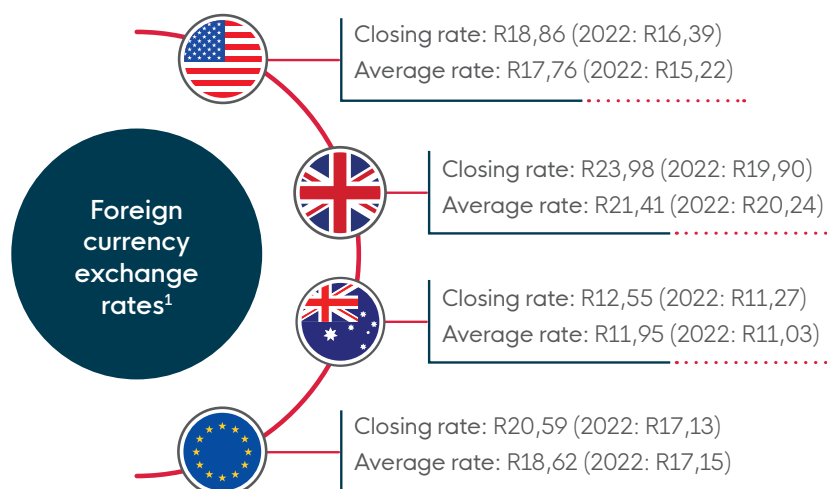 Foreign
currency
exchange
rates¹
Closing rate: R18,86 (2022: R16,39)
Average rate: R17,76 (2022: R15,22)
Closing rate: R23,98 (2022: R19,90)
Average rate: R21,41 (2022: R20,24)
Closing rate: R12,55 (2022: R11,27)
Average rate: R11,95 (2022: R11,03)
Closing rate: R20,59 (2022: R17,13)
Average rate: R18,62 (2022: R17,15)